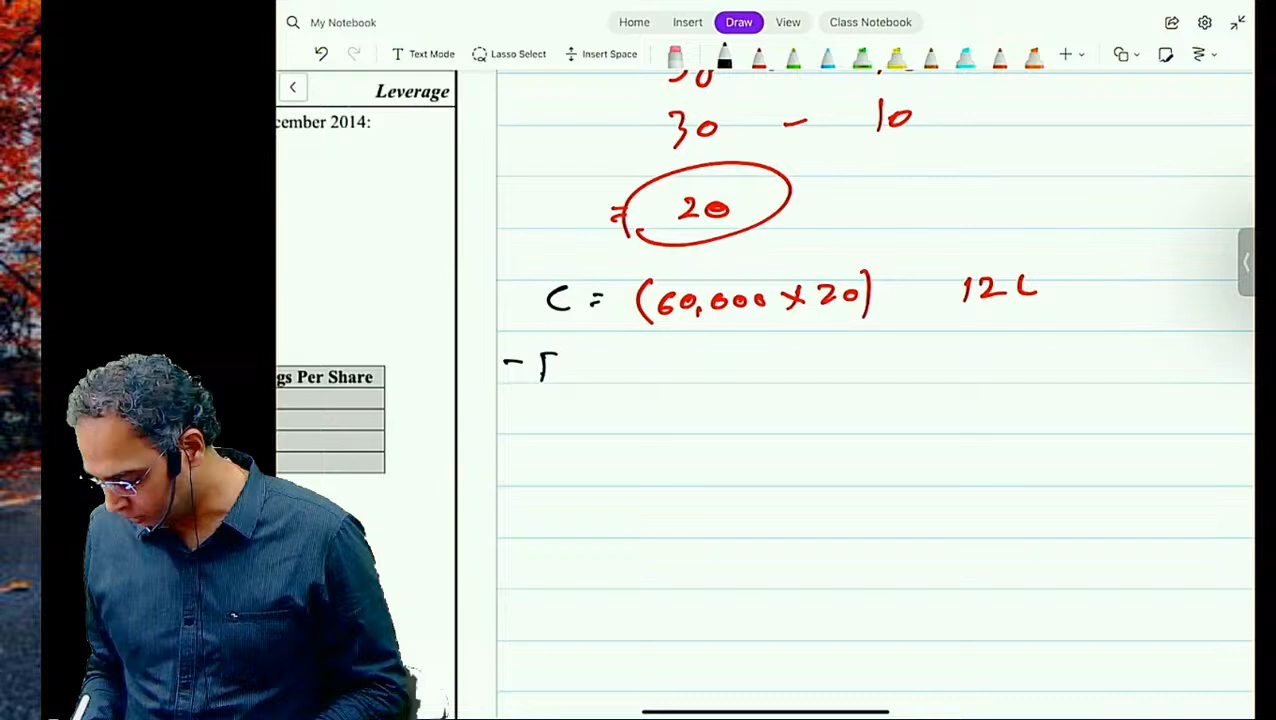 My Notebook
Home Insert Draw View Class Notebook
Text Mode Lasso Select Insert Space
Leverage
cember 2014:
30 - 10
= 20
C = (60,000 × 20) 12L
- F
gs Per Share